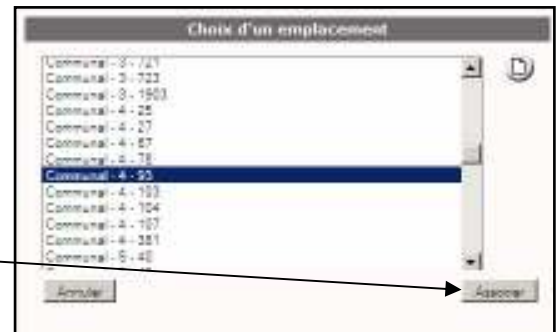 Choix d'un emplacement
Communal - 3 - 721
Communal - 3 - 723
Communal - 3 - 1903
Communal - 4 - 25
Communal - 4 - 27
Communal - 4 - 67
Communal - 4 - 78
Communal - 4 - 93
Communal - 4 - 103
Communal - 4 - 104
Communal - 4 - 107
Communal - 4 - 381
Communal - 5 - 40
Annuler
Associer